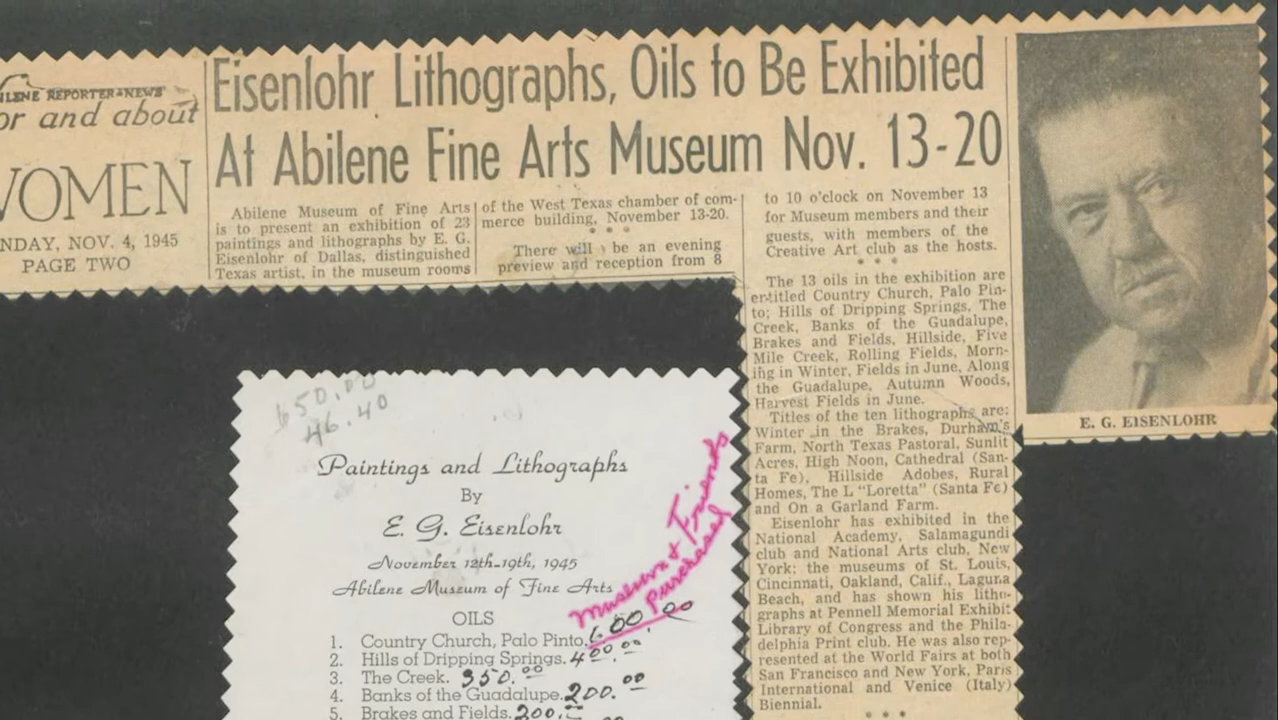 ILENE REPORTER-NEWS
or and about
WOMEN
NDAY, NOV. 4, 1945
PAGE TWO
Eisenlohr Lithographs, Oils to Be Exhibited
At Abilene Fine Arts Museum Nov. 13-20
Abilene Museum of Fine Arts
is to present an exhibition of 23
paintings and lithographs by E. G.
Eisenlohr of Dallas, distinguished
Texas artist, in the museum rooms
of the West Texas chamber of com-
merce building, November 13-20.
* * *
There will be an evening
preview and reception from 8
to 10 o'clock on November 13
for Museum members and their
guests, with members of the
Creative Art club as the hosts.
* * *
The 13 oils in the exhibition are
entitled Country Church, Palo Pin-
to; Hills of Dripping Springs, The
Creek, Banks of the Guadalupe,
Brakes and Fields, Hillside, Five
Mile Creek, Rolling Fields, Morn-
ing in Winter, Fields in June, Along
the Guadalupe, Autumn Woods,
Harvest Fields in June.
Titles of the ten lithographs are:
Winter in the Brakes, Durham's
Farm, North Texas Pastoral, Sunlit
Acres, High Noon, Cathedral (San-
ta Fe), Hillside Adobes, Rural
Homes, The L "Loretta" (Santa Fe)
and On a Garland Farm.
Eisenlohr has exhibited in the
National Academy, Salamagundi
club and National Arts club, New
York; the museums of St. Louis,
Cincinnati, Oakland, Calif., Laguna
Beach, and has shown his litho-
graphs at Pennell Memorial Exhibit
Library of Congress and the Phila-
delphia Print club. He was also rep-
resented at the World Fairs at both
San Francisco and New York, Paris
International and Venice (Italy)
Biennial.
* * *
E. G. EISENLOHR
650.00
46.40
Paintings and Lithographs
By
E. G. Eisenlohr
November 12th-19th, 1945
Abilene Museum of Fine Arts
Museum & Friends
Purchased
OILS
1. Country Church, Palo Pinto. 600.00
2. Hills of Dripping Springs. 400.00
3. The Creek. 350.00
4. Banks of the Guadalupe. 200.00
5. Brakes and Fields. 200.